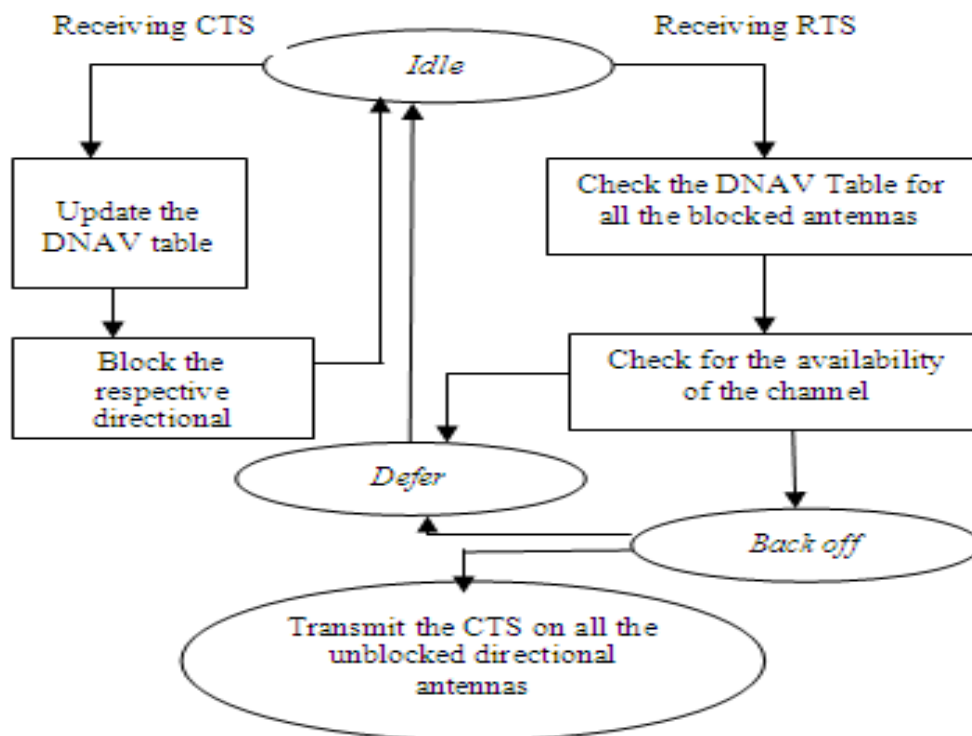 Receiving CTS
Receiving RTS
Idle
Update the
DNAV table
Check the DNAV Table for
all the blocked antennas
Block the
respective
directional
Check for the availability
of the channel
Defer
Back off
Transmit the CTS on all the
unblocked directional
antennas